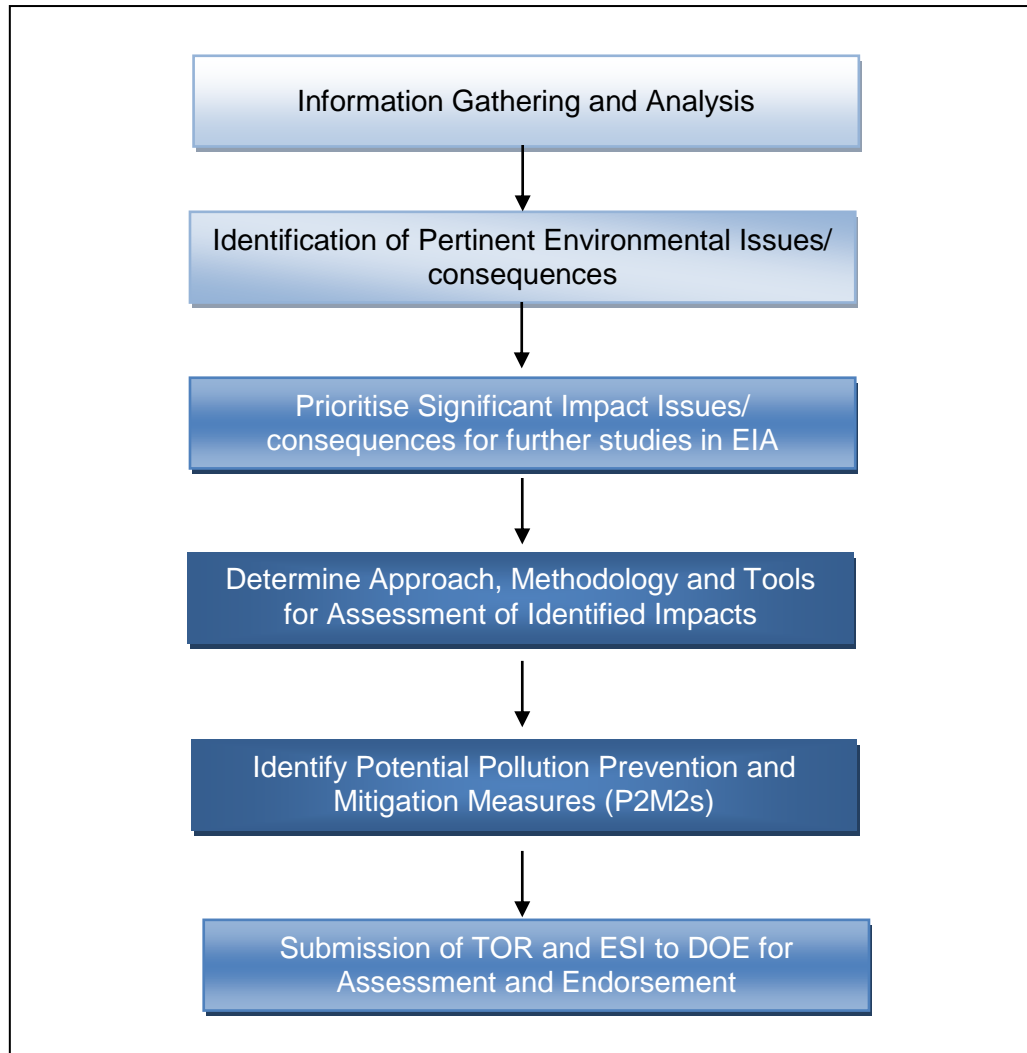 Information Gathering and Analysis
Identification of Pertinent Environmental Issues/
consequences
Prioritise Significant Impact Issues/
consequences for further studies in EIA
Determine Approach, Methodology and Tools
for Assessment of Identified Impacts
Identify Potential Pollution Prevention and
Mitigation Measures (P2M2s)
Submission of TOR and ESI to DOE for
Assessment and Endorsement